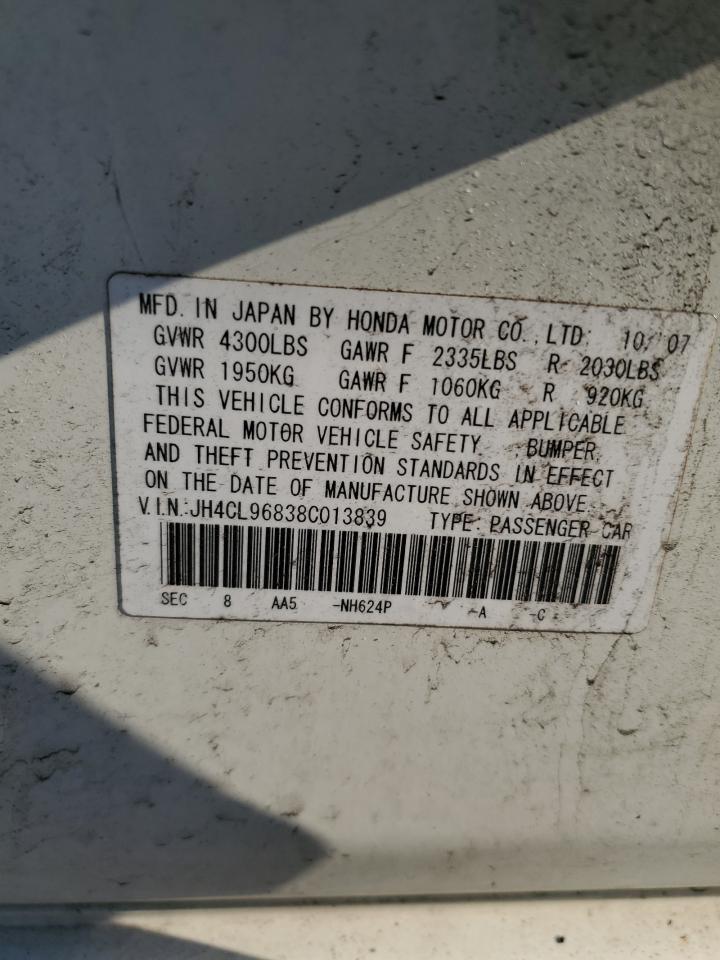 MFD. IN JAPAN BY HONDA MOTOR CO., LTD. 10/07
GVWR 4300LBS GAWR F 2335LBS R 2030LBS
GVWR 1950KG GAWR F 1060KG R 920KG
THIS VEHICLE CONFORMS TO ALL APPLICABLE
FEDERAL MOTOR VEHICLE SAFETY, BUMPER,
AND THEFT PREVENTION STANDARDS IN EFFECT
ON THE DATE OF MANUFACTURE SHOWN ABOVE.
V.I.N.:JH4CL96838C013839 TYPE: PASSENGER CAR
SEC 8 AA5 -NH624P -A -C